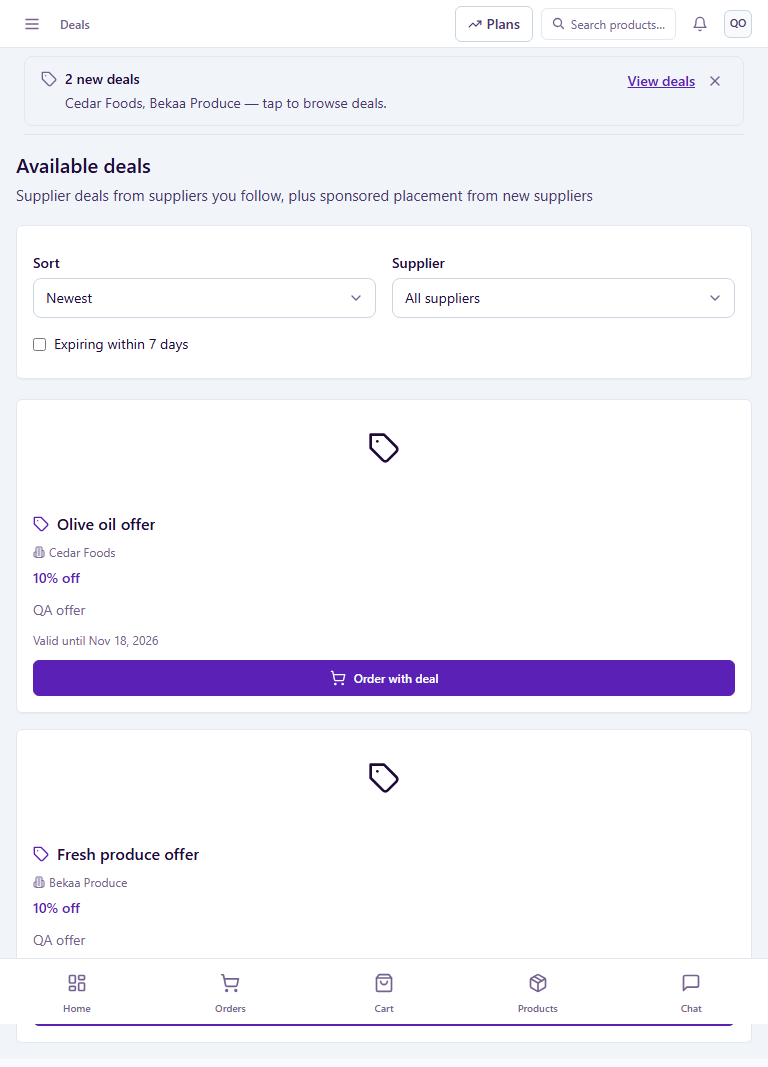 Deals
Plans
Search products...
QO
2 new deals
View deals
Cedar Foods, Bekaa Produce — tap to browse deals.
Available deals
Supplier deals from suppliers you follow, plus sponsored placement from new suppliers
Sort
Supplier
Newest
All suppliers
Expiring within 7 days
Olive oil offer
Cedar Foods
10% off
QA offer
Valid until Nov 18, 2026
Order with deal
Fresh produce offer
Bekaa Produce
10% off
QA offer
Home
Orders
Cart
Products
Chat